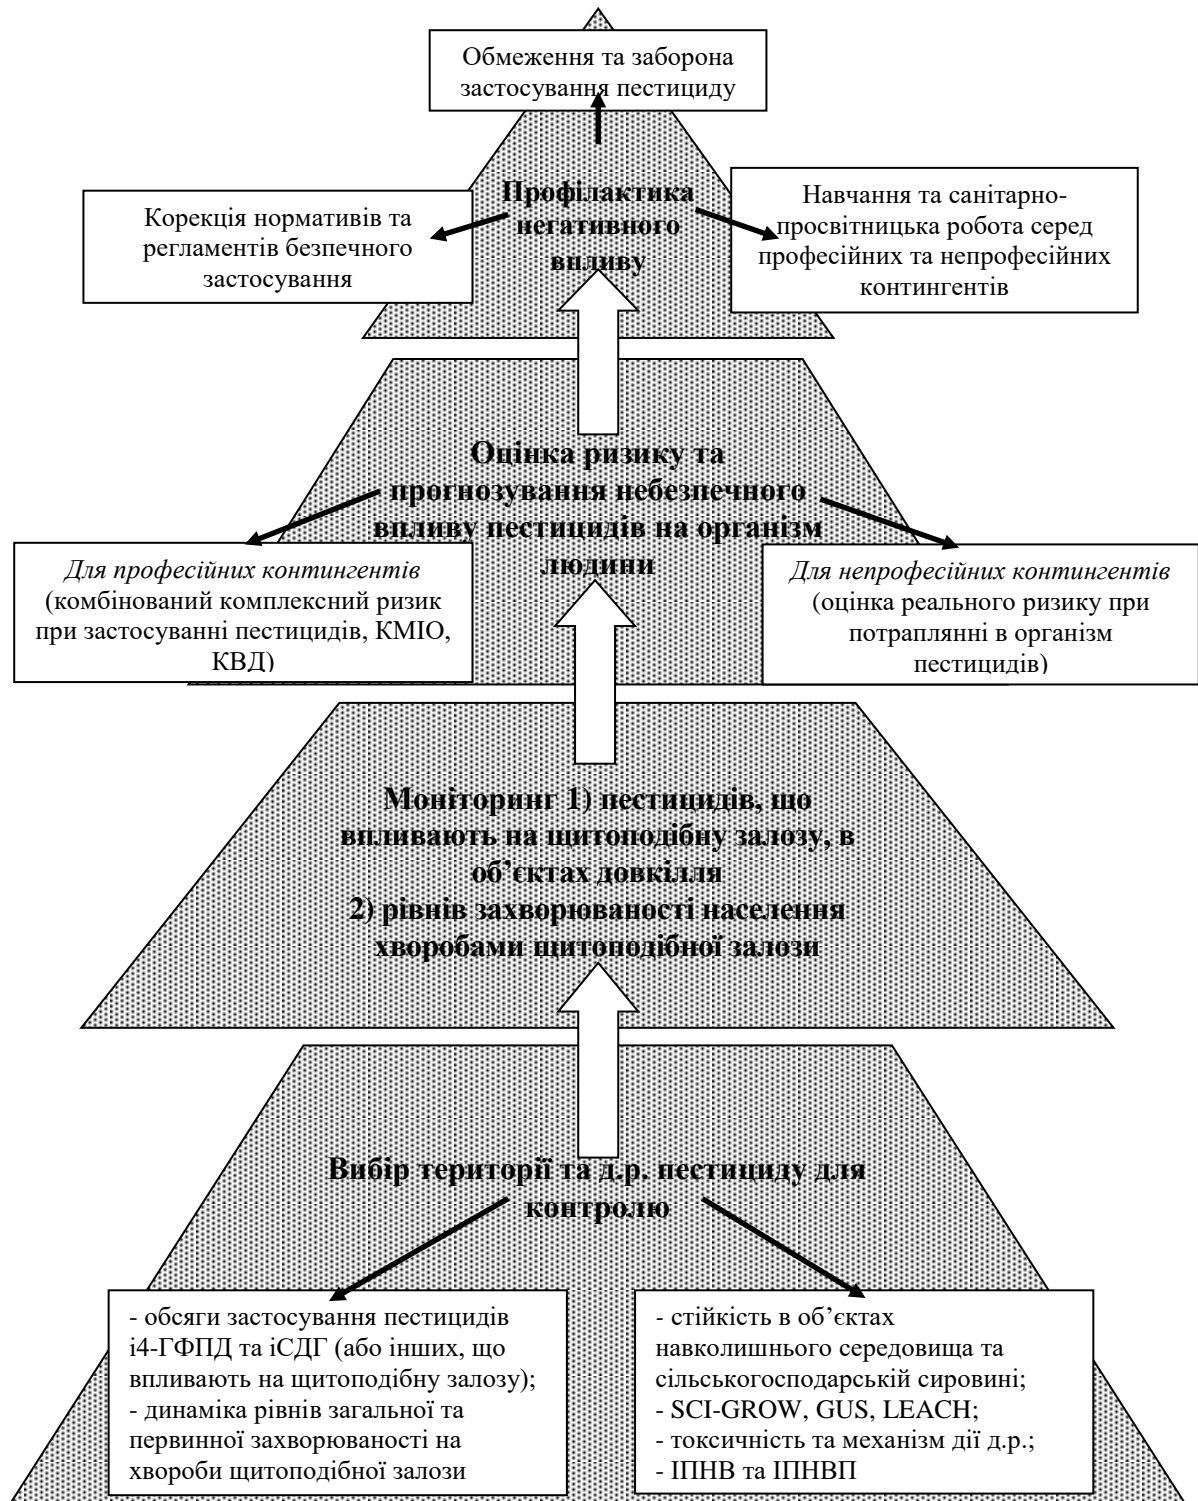 Обмеження та заборона
застосування пестициду
Профілактика
негативного
впливу
Корекція нормативів та
регламентів безпечного
застосування
Навчання та санітарно-
просвітницька робота серед
професійних та непрофесійних
контингентів
Оцінка ризику та
прогнозування небезпечного
впливу пестицидів на організм
людини
Для професійних контингентів
(комбінований комплексний ризик
при застосуванні пестицидів, КМІО,
КВД)
Для непрофесійних контингентів
(оцінка реального ризику при
потраплянні в організм
пестицидів)
Моніторинг 1) пестицидів, що
впливають на щитоподібну залозу, в
об’єктах довкілля
2) рівнів захворюваності населення
хворобами щитоподібної залози
Вибір території та д.р. пестициду для
контролю
- обсяги застосування пестицидів
і4-ГФПД та іСДГ (або інших, що
впливають на щитоподібну залозу);
- динаміка рівнів загальної та
первинної захворюваності на
хвороби щитоподібної залози
- стійкість в об’єктах
навколишнього середовища та
сільськогосподарській сировині;
- SCI-GROW, GUS, LEACH;
- токсичність та механізм дії д.р.;
- ІПНВ та ІПНВП